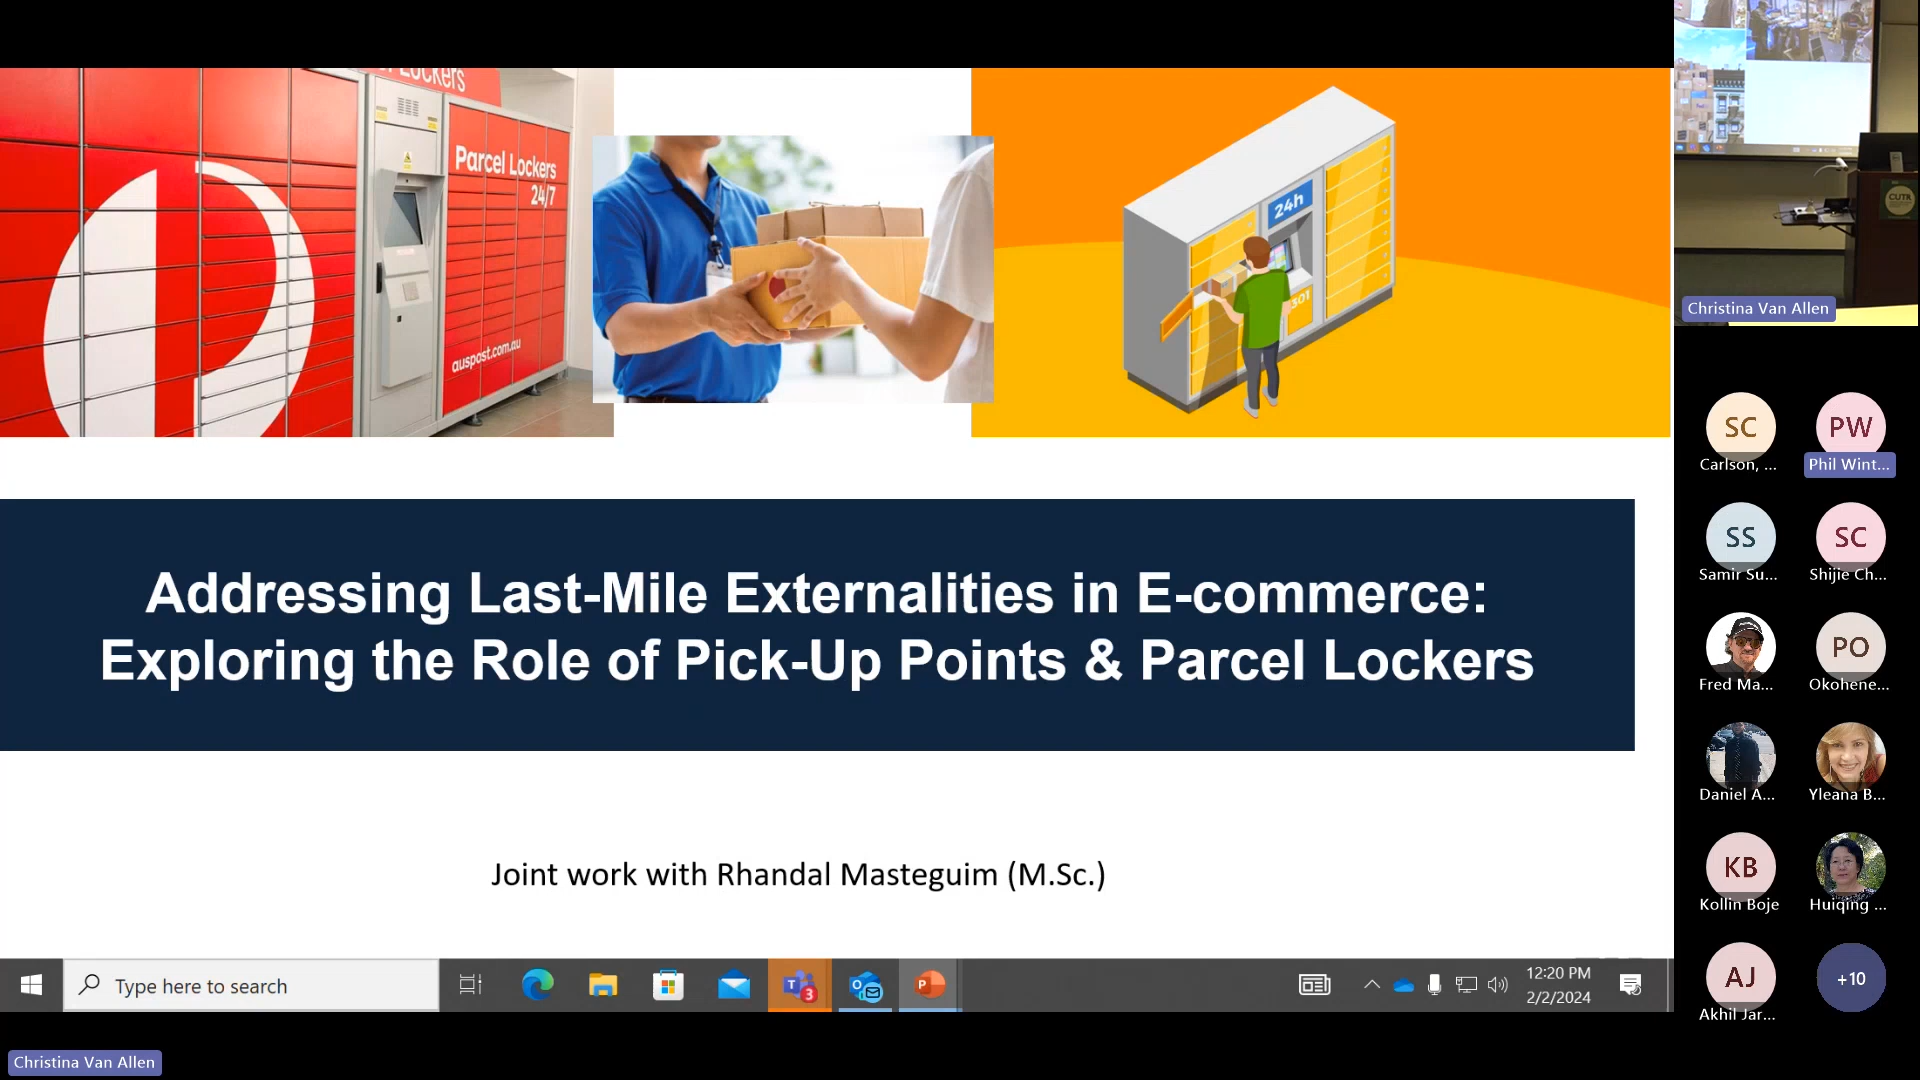 Parcel Lockers
24/7
auspost.com.au
24h
Addressing Last-Mile Externalities in E-commerce:
Exploring the Role of Pick-Up Points & Parcel Lockers
Joint work with Rhandal Masteguim (M.Sc.)
Type here to search
12:20 PM
2/2/2024
Christina Van Allen
CUTR
Christina Van Allen
SC
PW
Carlson, ...
Phil Wint...
SS
SC
Samir Su...
Shijie Ch...
PO
Fred Ma...
Okohene...
Daniel A...
Yleana B...
KB
Kollin Boje
Huiqing ...
AJ
+10
Akhil Jar...